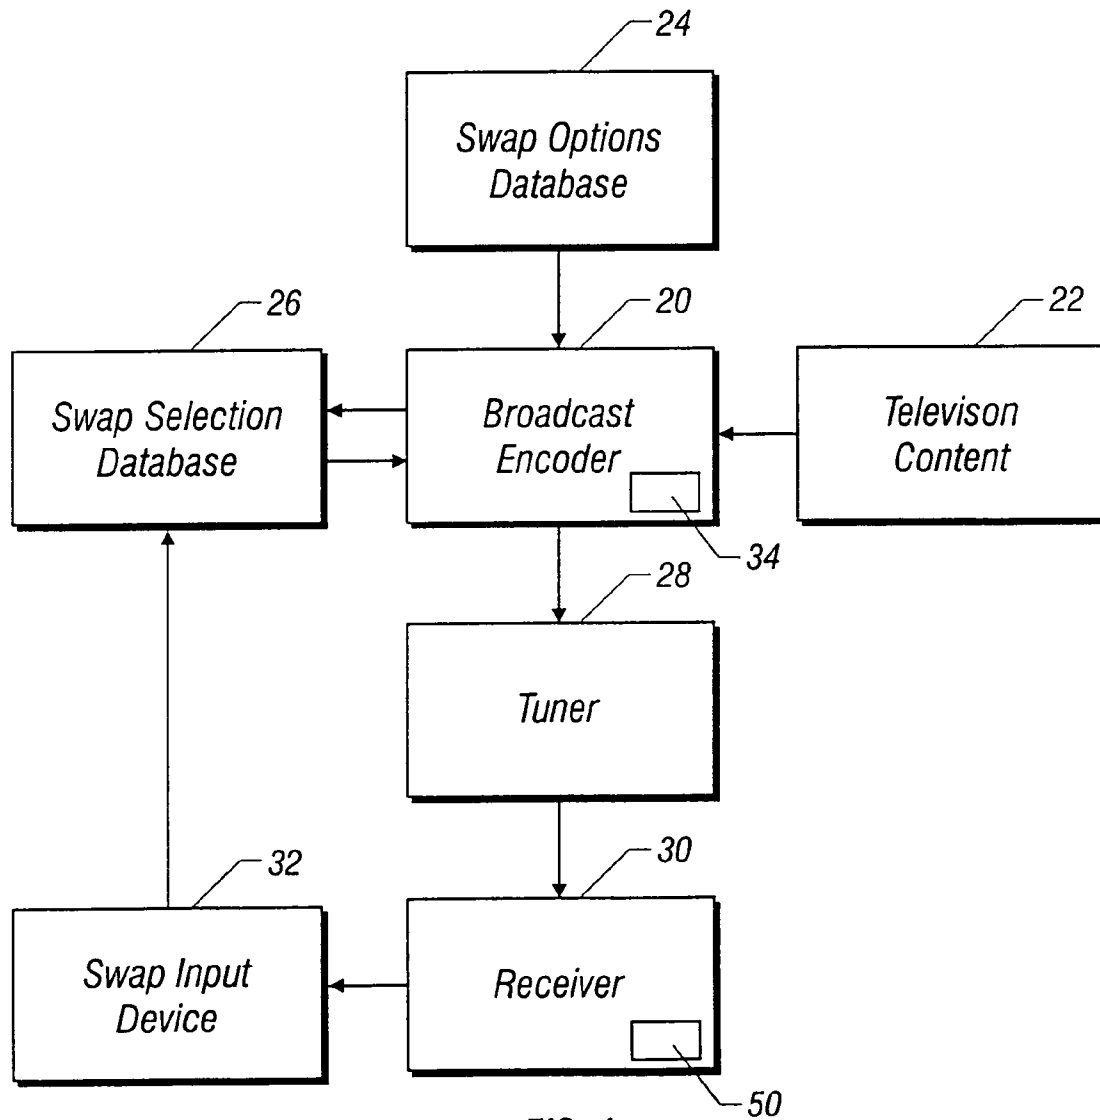 24
Swap Options
Database
26
20
22
Swap Selection
Database
Broadcast
Encoder
Televison
Content
34
28
Tuner
32
30
Swap Input
Device
Receiver
50